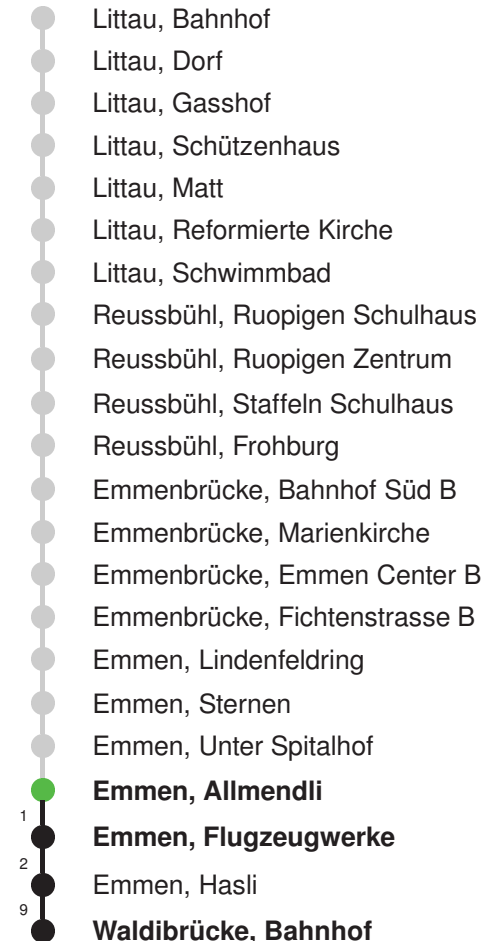 Littau, Bahnhof
Littau, Dorf
Littau, Gasshof
Littau, Schützenhaus
Littau, Matt
Littau, Reformierte Kirche
Littau, Schwimmbad
Reussbühl, Ruopigen Schulhaus
Reussbühl, Ruopigen Zentrum
Reussbühl, Staffeln Schulhaus
Reussbühl, Frohburg
Emmenbrücke, Bahnhof Süd B
Emmenbrücke, Marienkirche
Emmenbrücke, Emmen Center B
Emmenbrücke, Fichtenstrasse B
Emmen, Lindenfeldring
Emmen, Sternen
Emmen, Unter Spitalhof
Emmen, Allmendli
1 Emmen, Flugzeugwerke
2 Emmen, Hasli
9 Waldibrücke, Bahnhof